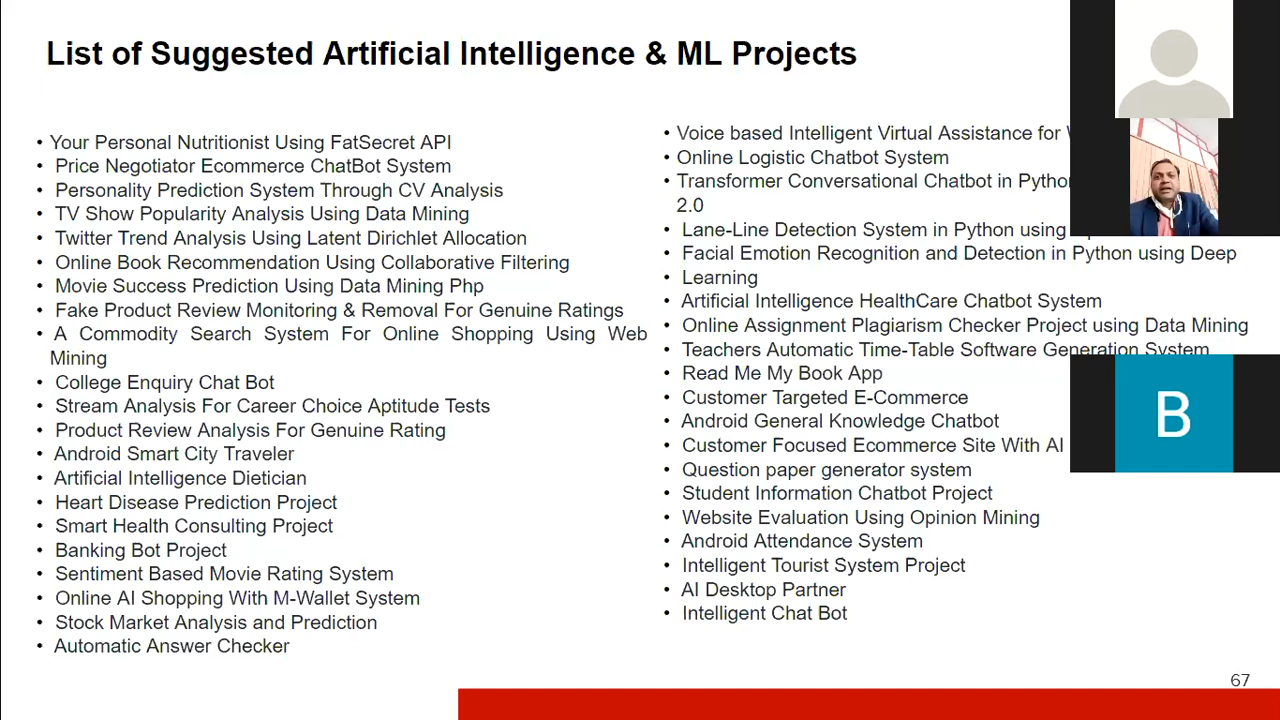 List of Suggested Artificial Intelligence & ML Projects
• Your Personal Nutritionist Using FatSecret API
• Price Negotiator Ecommerce ChatBot System
• Personality Prediction System Through CV Analysis
• TV Show Popularity Analysis Using Data Mining
• Twitter Trend Analysis Using Latent Dirichlet Allocation
• Online Book Recommendation Using Collaborative Filtering
• Movie Success Prediction Using Data Mining Php
• Fake Product Review Monitoring & Removal For Genuine Ratings
• A Commodity Search System For Online Shopping Using Web
Mining
• College Enquiry Chat Bot
• Stream Analysis For Career Choice Aptitude Tests
• Product Review Analysis For Genuine Rating
• Android Smart City Traveler
• Artificial Intelligence Dietician
• Heart Disease Prediction Project
• Smart Health Consulting Project
• Banking Bot Project
• Sentiment Based Movie Rating System
• Online AI Shopping With M-Wallet System
• Stock Market Analysis and Prediction
• Automatic Answer Checker
• Voice based Intelligent Virtual Assistance for
• Online Logistic Chatbot System
• Transformer Conversational Chatbot in Python
2.0
• Lane-Line Detection System in Python using
• Facial Emotion Recognition and Detection in Python using Deep
• Learning
• Artificial Intelligence HealthCare Chatbot System
• Online Assignment Plagiarism Checker Project using Data Mining
• Teachers Automatic Time-Table Software Generation System
• Read Me My Book App
• Customer Targeted E-Commerce
• Android General Knowledge Chatbot
• Customer Focused Ecommerce Site With AI
• Question paper generator system
• Student Information Chatbot Project
• Website Evaluation Using Opinion Mining
• Android Attendance System
• Intelligent Tourist System Project
• AI Desktop Partner
• Intelligent Chat Bot
B
67